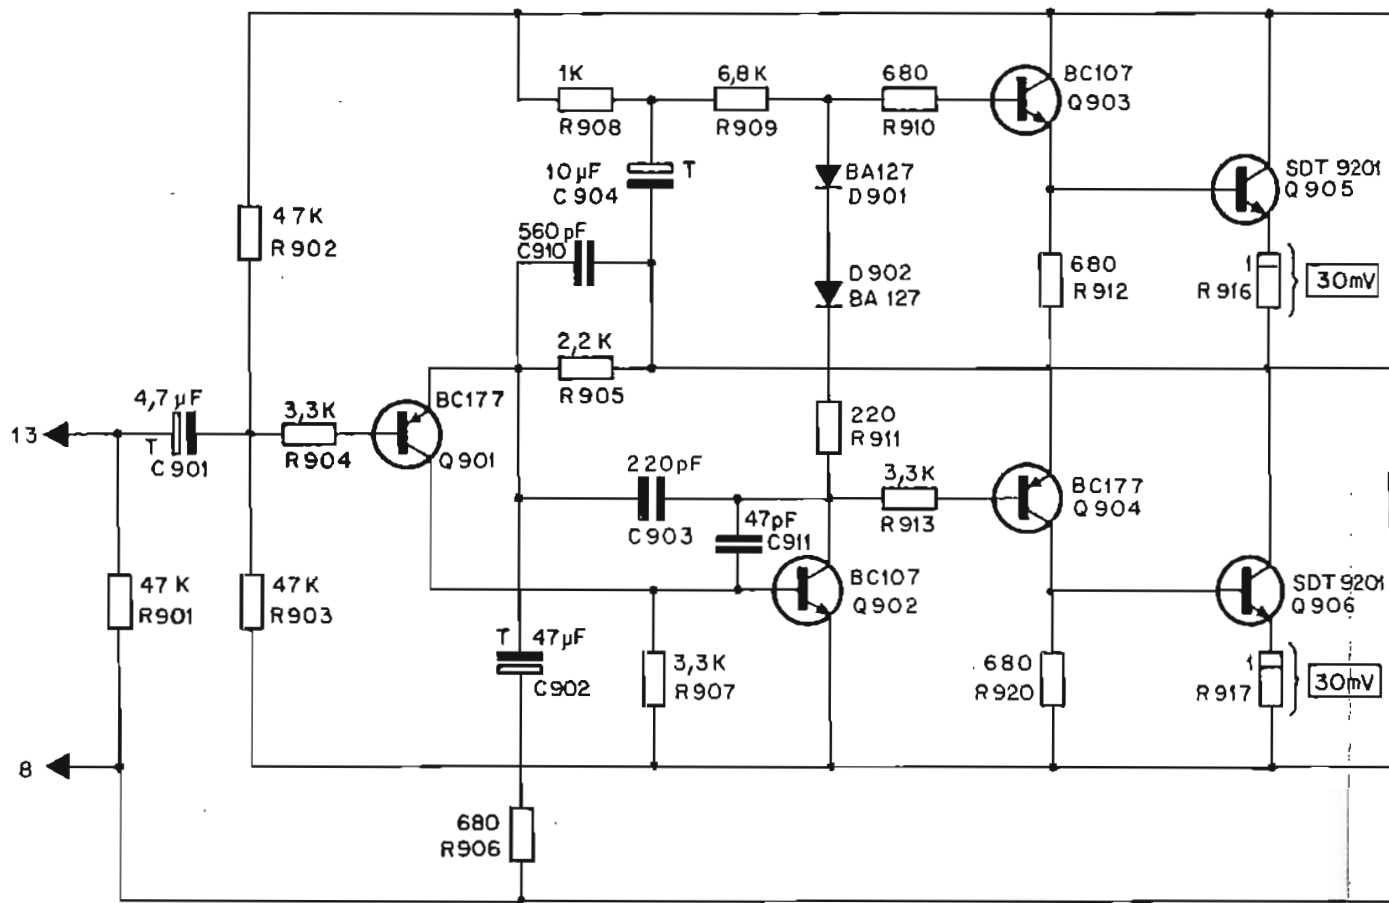 1K
R908
6,8K
R909
680
R910
BC107
Q903
10µF
C904
T
BA127
D901
SDT 9201
Q905
47K
R902
560pF
C910
D902
BA 127
680
R912
1
R916
30mV
2,2K
R905
4,7µF
T
C901
13
3,3K
R904
BC177
Q901
220
R911
220pF
C903
47pF
C911
3,3K
R913
BC177
Q904
47K
R901
47K
R903
BC107
Q902
SDT 9201
Q906
T 47µF
C902
3,3K
R907
680
R920
1
R917
30mV
8
680
R906